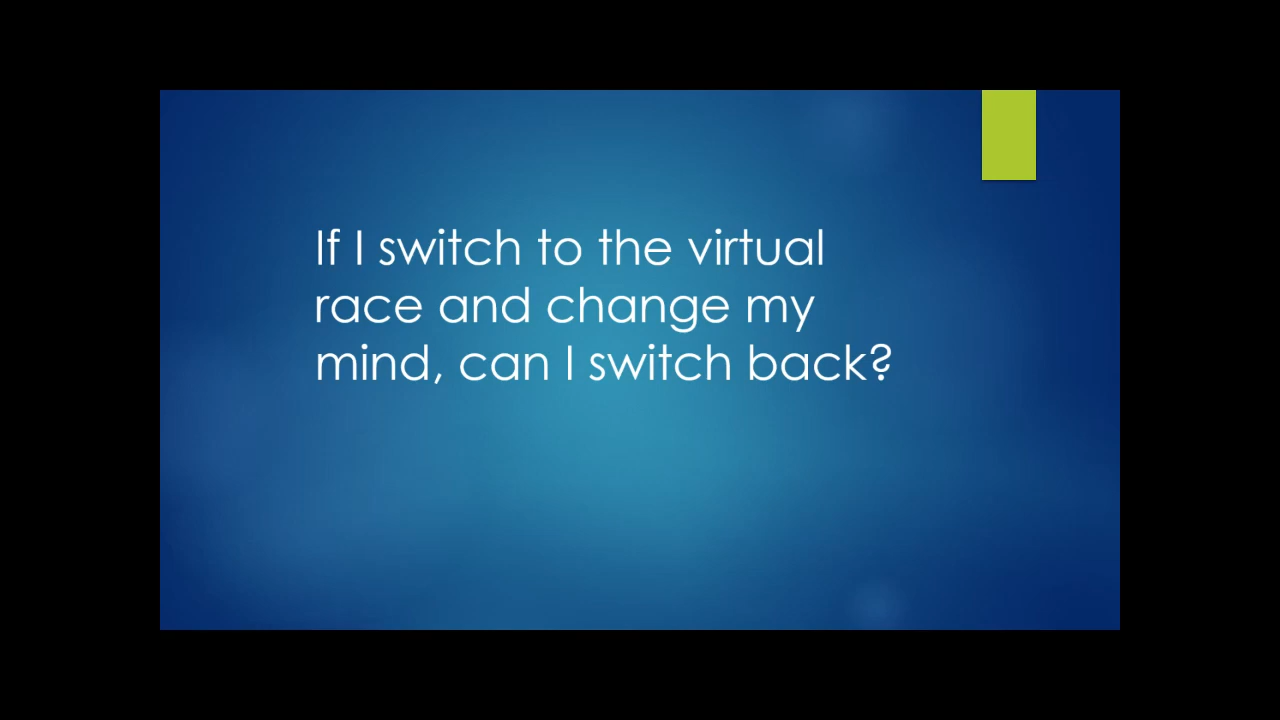 If I switch to the virtual
race and change my
mind, can I switch back?